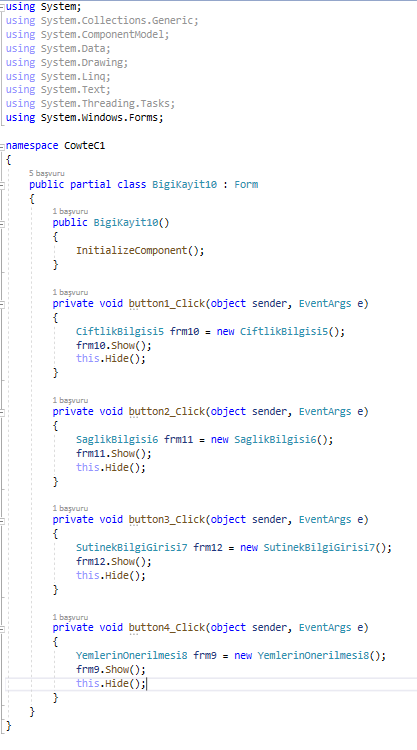 using System;
using System.Collections.Generic;
using System.ComponentModel;
using System.Data;
using System.Drawing;
using System.Linq;
using System.Text;
using System.Threading.Tasks;
using System.Windows.Forms;
namespace CowteC1
{
5 başvuru
public partial class BigiKayit10 : Form
{
1 başvuru
public BigiKayit10()
{
InitializeComponent();
}
1 başvuru
private void button1_Click(object sender, EventArgs e)
{
CiftlikBilgisi5 frm10 = new CiftlikBilgisi5();
frm10.Show();
this.Hide();
}
1 başvuru
private void button2_Click(object sender, EventArgs e)
{
SaglikBilgisi6 frm11 = new SaglikBilgisi6();
frm11.Show();
this.Hide();
}
1 başvuru
private void button3_Click(object sender, EventArgs e)
{
SutinekBilgiGirisi7 frm12 = new SutinekBilgiGirisi7();
frm12.Show();
this.Hide();
}
1 başvuru
private void button4_Click(object sender, EventArgs e)
{
YemlerinOnerilmesi8 frm9 = new YemlerinOnerilmesi8();
frm9.Show();
this.Hide();
}
}
}